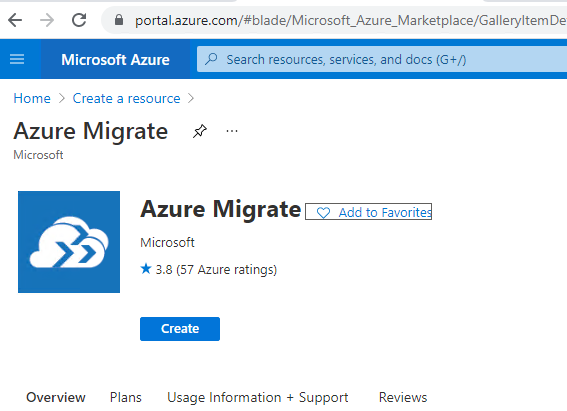 portal.azure.com/#blade/Microsoft_Azure_Marketplace/GalleryItemDe
Microsoft Azure
Search resources, services, and docs (G+/)
Home > Create a resource >
Azure Migrate ...
Microsoft
Azure Migrate Add to Favorites
Microsoft
★ 3.8 (57 Azure ratings)
Create
Overview Plans Usage Information + Support Reviews